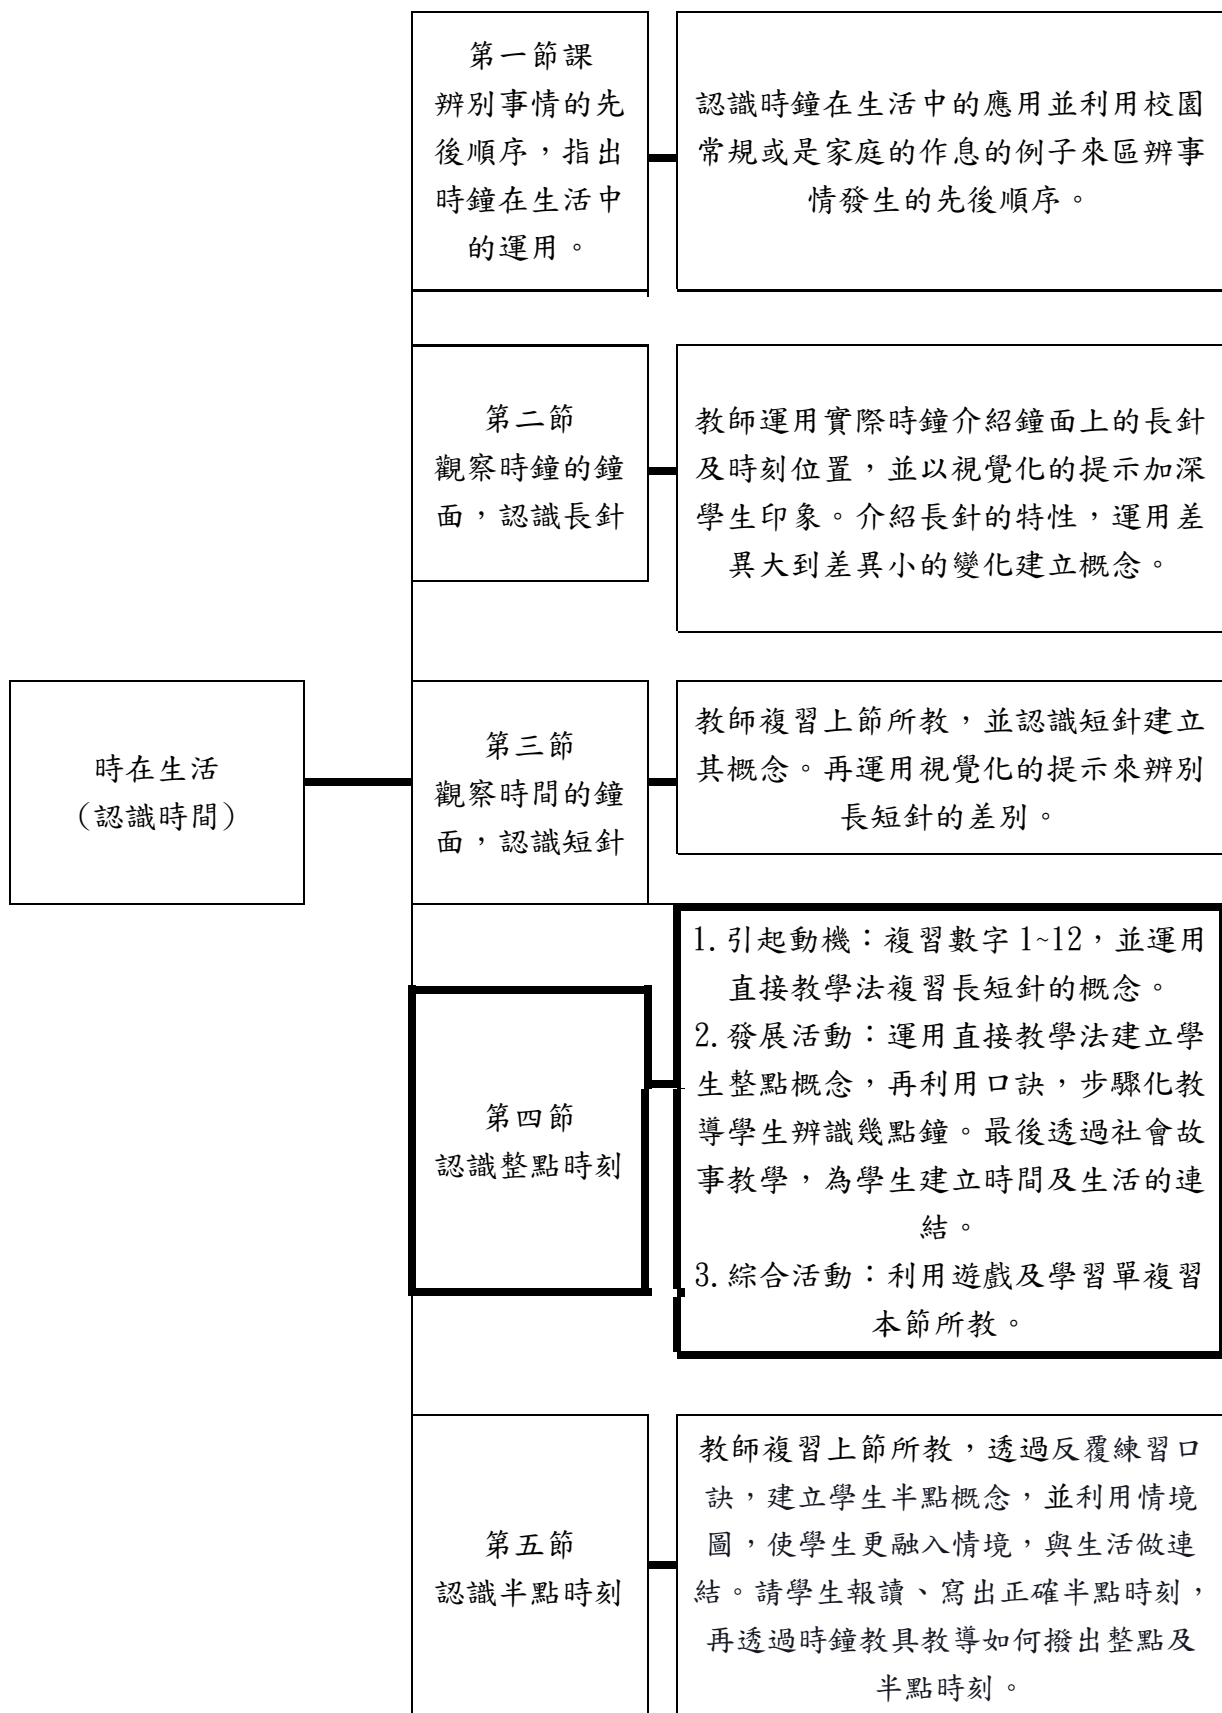 第一節課
辨別事情的先
後順序，指出
時鐘在生活中
的運用。
認識時鐘在生活中的應用並利用校園
常規或是家庭的作息的例子來區辨事
情發生的先後順序。
第二節
觀察時鐘的鐘
面，認識長針
教師運用實際時鐘介紹鐘面上的長針
及時刻位置，並以視覺化的提示加深
學生印象。介紹長針的特性，運用差
異大到差異小的變化建立概念。
時在生活
（認識時間）
第三節
觀察時間的鐘
面，認識短針
教師複習上節所教，並認識短針建立
其概念。再運用視覺化的提示來辨別
長短針的差別。
第四節
認識整點時刻
1.引起動機：複習數字 1~12，並運用
直接教學法複習長短針的概念。
2.發展活動：運用直接教學法建立學
生整點概念，再利用口訣，步驟化教
導學生辨識幾點鐘。最後透過社會故
事教學，為學生建立時間及生活的連
結。
3.綜合活動：利用遊戲及學習單複習
本節所教。
第五節
認識半點時刻
教師複習上節所教，透過反覆練習口
訣，建立學生半點概念，並利用情境
圖，使學生更融入情境，與生活做連
結。請學生報讀、寫出正確半點時刻，
再透過時鐘教具教導如何撥出整點及
半點時刻。